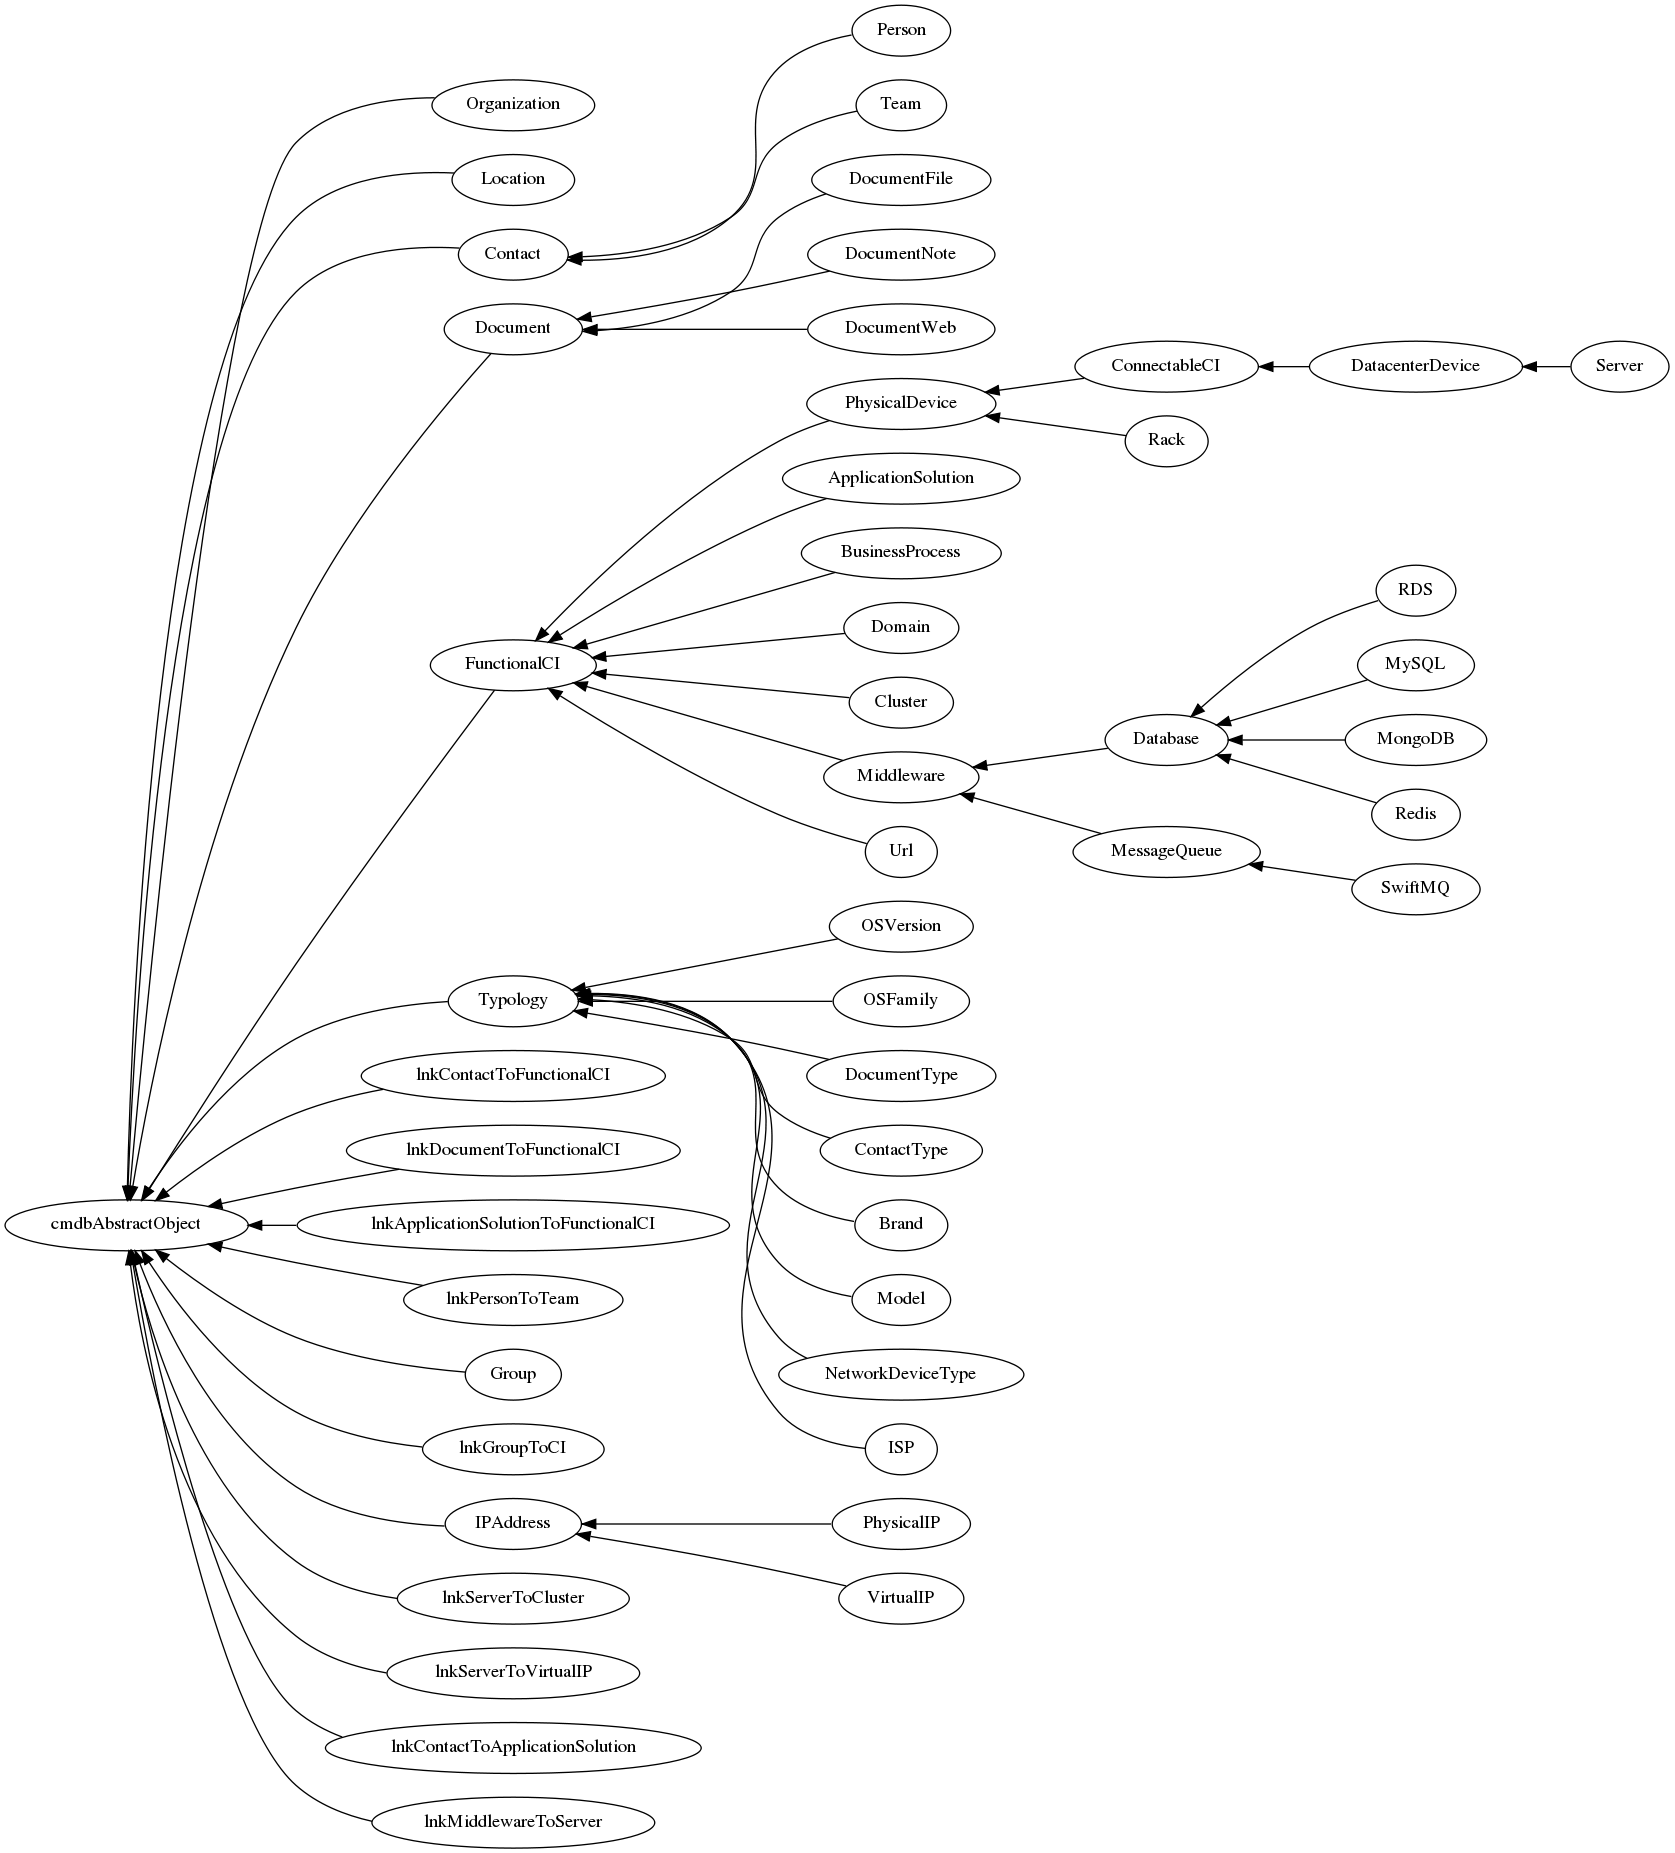 Person
Organization
Team
Location
DocumentFile
Contact
DocumentNote
Document
DocumentWeb
ConnectableCI
DatacenterDevice
Server
PhysicalDevice
Rack
ApplicationSolution
BusinessProcess
RDS
Domain
FunctionalCI
MySQL
Cluster
Database
MongoDB
Middleware
Redis
Url
MessageQueue
SwiftMQ
OSVersion
Typology
OSFamily
lnkContactToFunctionalCI
DocumentType
lnkDocumentToFunctionalCI
ContactType
cmdbAbstractObject
lnkApplicationSolutionToFunctionalCI
Brand
lnkPersonToTeam
Model
Group
NetworkDeviceType
lnkGroupToCI
ISP
IPAddress
PhysicalIP
lnkServerToCluster
VirtualIP
lnkServerToVirtualIP
lnkContactToApplicationSolution
lnkMiddlewareToServer